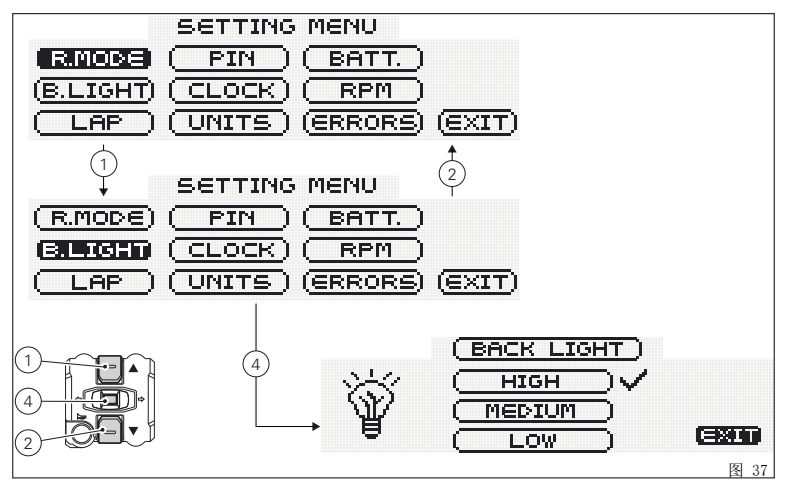 SETTING MENU
R.MODE PIN BATT.
B.LIGHT CLOCK RPM
LAP UNITS ERRORS EXIT
1
2
SETTING MENU
R.MODE PIN BATT.
B.LIGHT CLOCK RPM
LAP UNITS ERRORS EXIT
4
1
4
2
BACK LIGHT
HIGH
MEDIUM
LOW
EXIT
图 37